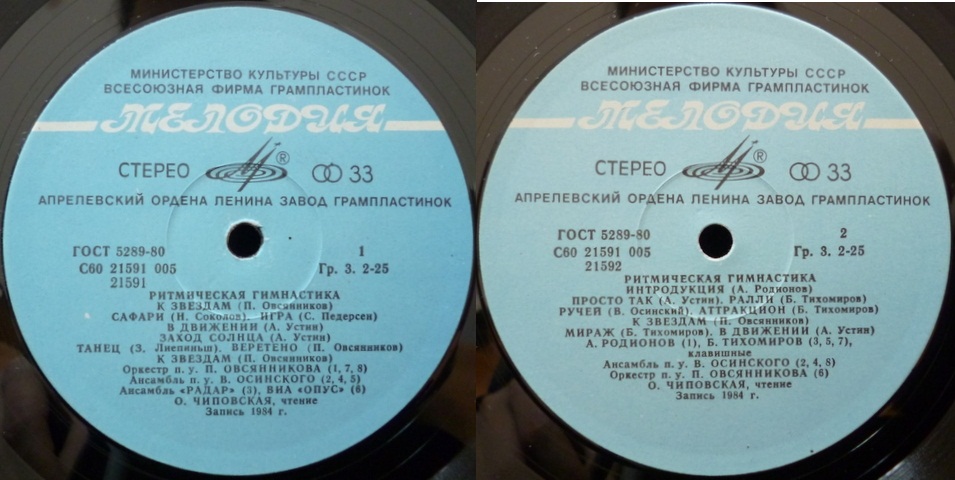 МИНИСТЕРСТВО КУЛЬТУРЫ СССР
ВСЕСОЮЗНАЯ ФИРМА ГРАМПЛАСТИНОК
МЕЛОДИЯ
СТЕРЕО ® 33
АПРЕЛЕВСКИЙ ОРДЕНА ЛЕНИНА ЗАВОД ГРАМПЛАСТИНОК
ГОСТ 5289-80 1
С60 21591 005 Гр. 3. 2-25
21591
РИТМИЧЕСКАЯ ГИМНАСТИКА
К ЗВЕЗДАМ (П. Овсянников)
САФАРИ (Н. Соколов). ИГРА (С. Педерсен)
В ДВИЖЕНИИ (А. Устин)
ЗАХОД СОЛНЦА (А. Устин)
ТАНЕЦ (З. Лиепиньш). ВЕРЕТЕНО (П. Овсянников)
К ЗВЕЗДАМ (П. Овсянников)
Оркестр п. у. П. ОВСЯННИКОВА (1, 7, 8)
Ансамбль п. у. В. ОСИНСКОГО (2, 4, 5)
Ансамбль «РАДАР» (3), ВИА «ОПУС» (6)
О. ЧИПОВСКАЯ, чтение
Запись 1984 г.
МИНИСТЕРСТВО КУЛЬТУРЫ СССР
ВСЕСОЮЗНАЯ ФИРМА ГРАМПЛАСТИНОК
МЕЛОДИЯ
СТЕРЕО ® 33
АПРЕЛЕВСКИЙ ОРДЕНА ЛЕНИНА ЗАВОД ГРАМПЛАСТИНОК
ГОСТ 5289-80 2
С60 21591 005 Гр. 3. 2-25
21592
РИТМИЧЕСКАЯ ГИМНАСТИКА
ИНТРОДУКЦИЯ (А. Родионов)
ПРОСТО ТАК (А. Устин). РАЛЛИ (Б. Тихомиров)
РУЧЕЙ (В. Осинский). АТТРАКЦИОН (Б. Тихомиров)
К ЗВЕЗДАМ (П. Овсянников)
МИРАЖ (Б. Тихомиров). В ДВИЖЕНИИ (А. Устин)
А. РОДИОНОВ (1), Б. ТИХОМИРОВ (3, 5, 7),
клавишные
Ансамбль п. у. В. ОСИНСКОГО (2, 4, 8)
Оркестр п. у. П. ОВСЯННИКОВА (6)
О. ЧИПОВСКАЯ, чтение
Запись 1984 г.